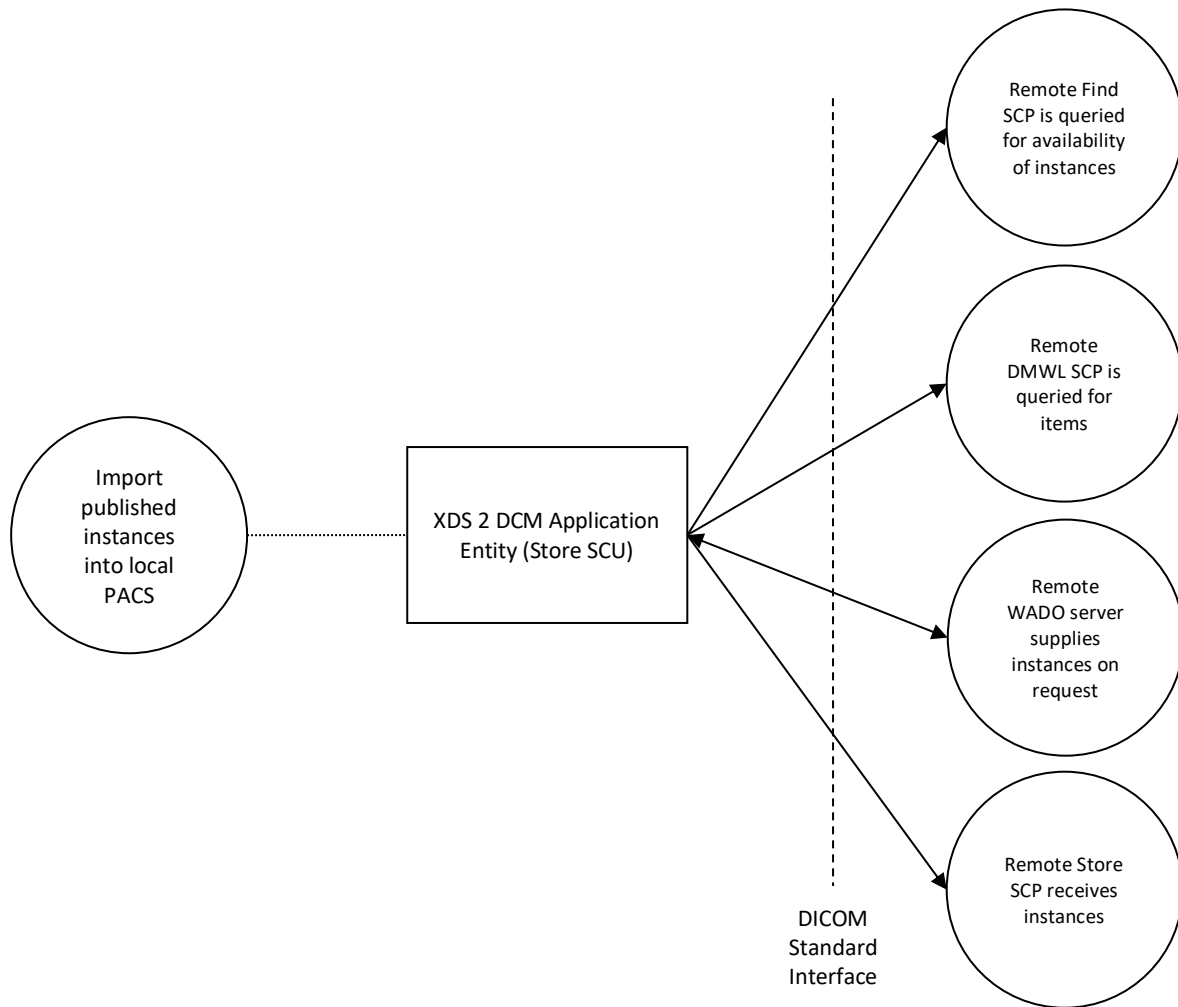 Import
published
instances
into local
PACS
XDS 2 DCM Application
Entity (Store SCU)
Remote Find
SCP is queried
for availability
of instances
Remote
DMWL SCP is
queried for
items
Remote
WADO server
supplies
instances on
request
Remote Store
SCP receives
instances
DICOM
Standard
Interface